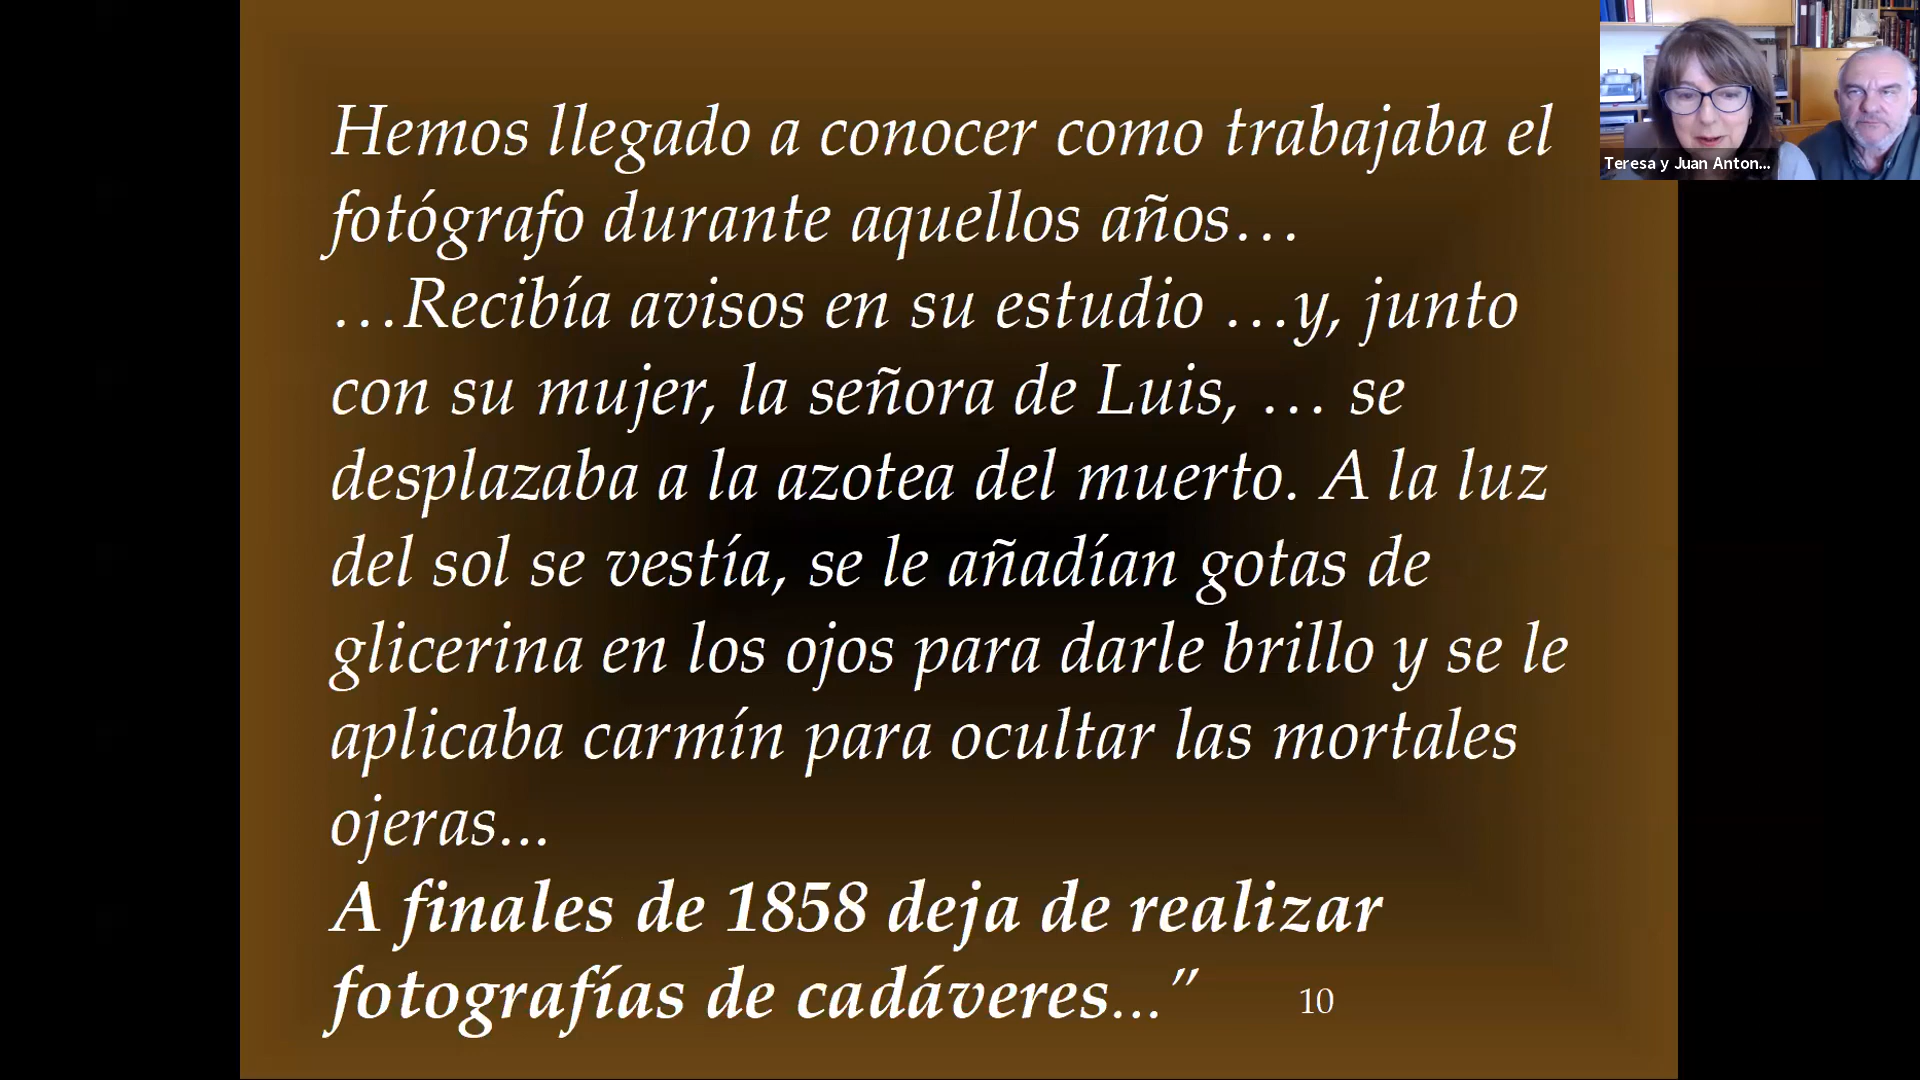 Hemos llegado a conocer como trabajaba el
fotógrafo durante aquellos años…
…Recibía avisos en su estudio …y, junto
con su mujer, la señora de Luis, … se
desplazaba a la azotea del muerto. A la luz
del sol se vestía, se le añadían gotas de
glicerina en los ojos para darle brillo y se le
aplicaba carmín para ocultar las mortales
ojeras...
A finales de 1858 deja de realizar
fotografías de cadáveres...”
10
Teresa y Juan Anton...